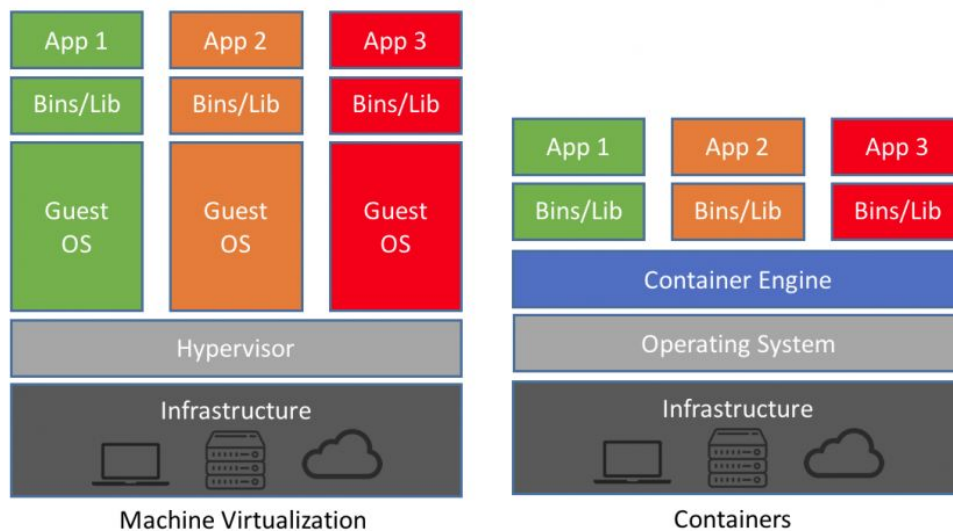 App 1
App 2
App 3
Bins/Lib
Bins/Lib
Bins/Lib
Guest
OS
Guest
OS
Guest
OS
Hypervisor
Infrastructure
Machine Virtualization
App 1
App 2
App 3
Bins/Lib
Bins/Lib
Bins/Lib
Container Engine
Operating System
Infrastructure
Containers